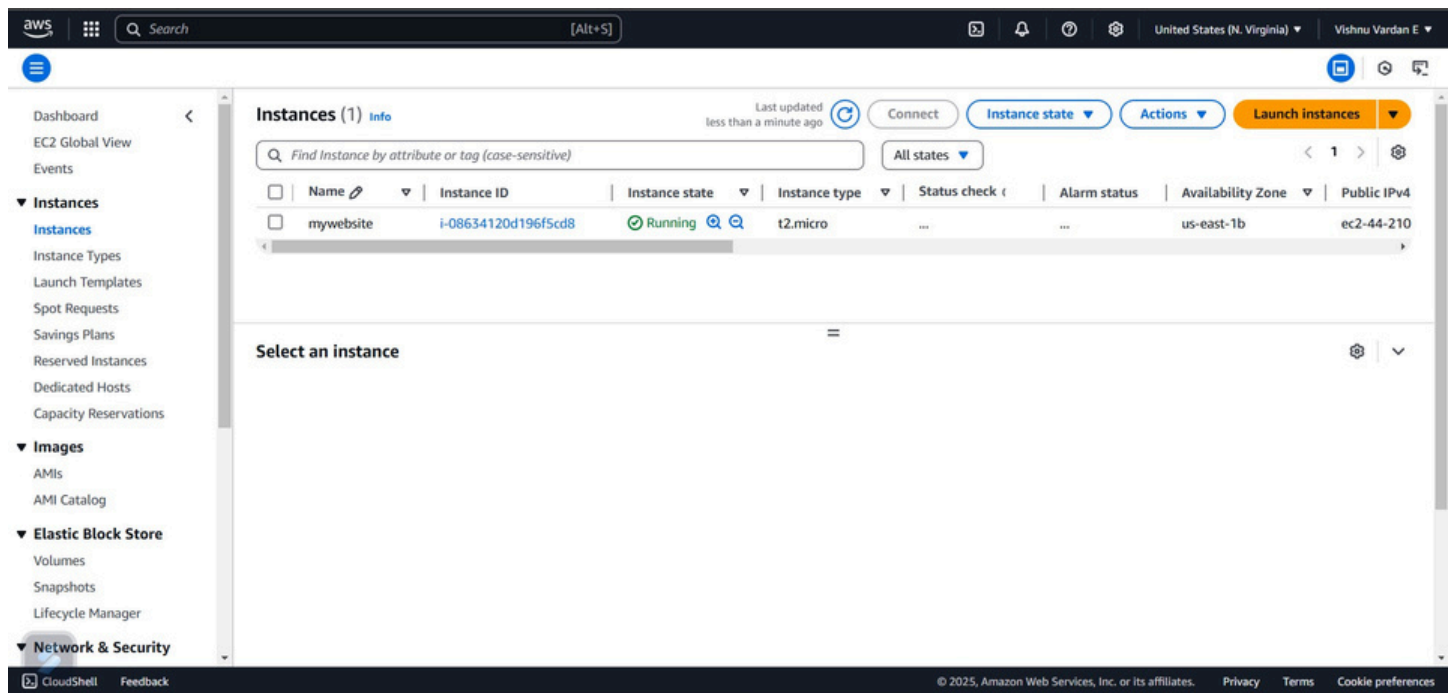 aws Search [Alt+S] United States (N. Virginia) Vishnu Vardan E
Dashboard
EC2 Global View
Events
Instances
Instances
Instance Types
Launch Templates
Spot Requests
Savings Plans
Reserved Instances
Dedicated Hosts
Capacity Reservations
Images
AMIs
AMI Catalog
Elastic Block Store
Volumes
Snapshots
Lifecycle Manager
Network & Security
Instances (1) Info
Last updated
less than a minute ago
Connect Instance state Actions Launch instances
Find Instance by attribute or tag (case-sensitive) All states 1
Name Instance ID Instance state Instance type Status check Alarm status Availability Zone Public IPv4
mywebsite i-08634120d196f5cd8 Running t2.micro ... ... us-east-1b ec2-44-210
Select an instance
CloudShell Feedback © 2025, Amazon Web Services, Inc. or its affiliates. Privacy Terms Cookie preferences